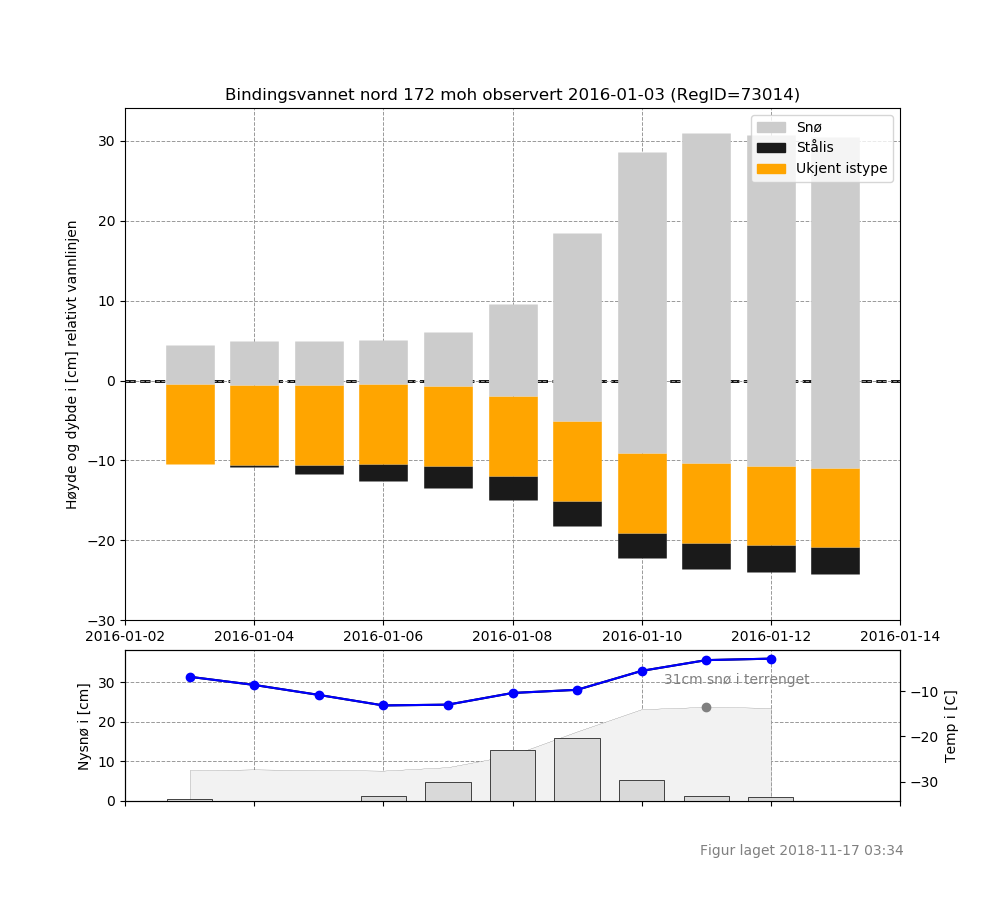 Bindingsvannet nord 172 moh observert 2016-01-03 (RegID=73014)
Snø
Stålis
Ukjent istype
Høyde og dybde i [cm] relativt vannlinjen
30
20
10
0
−10
−20
−30
2016-01-02 2016-01-04 2016-01-06 2016-01-08 2016-01-10 2016-01-12 2016-01-14
31cm snø i terrenget
Nysnø i [cm]
30
20
10
0
−10
−20
−30
Temp i [C]
Figur laget 2018-11-17 03:34